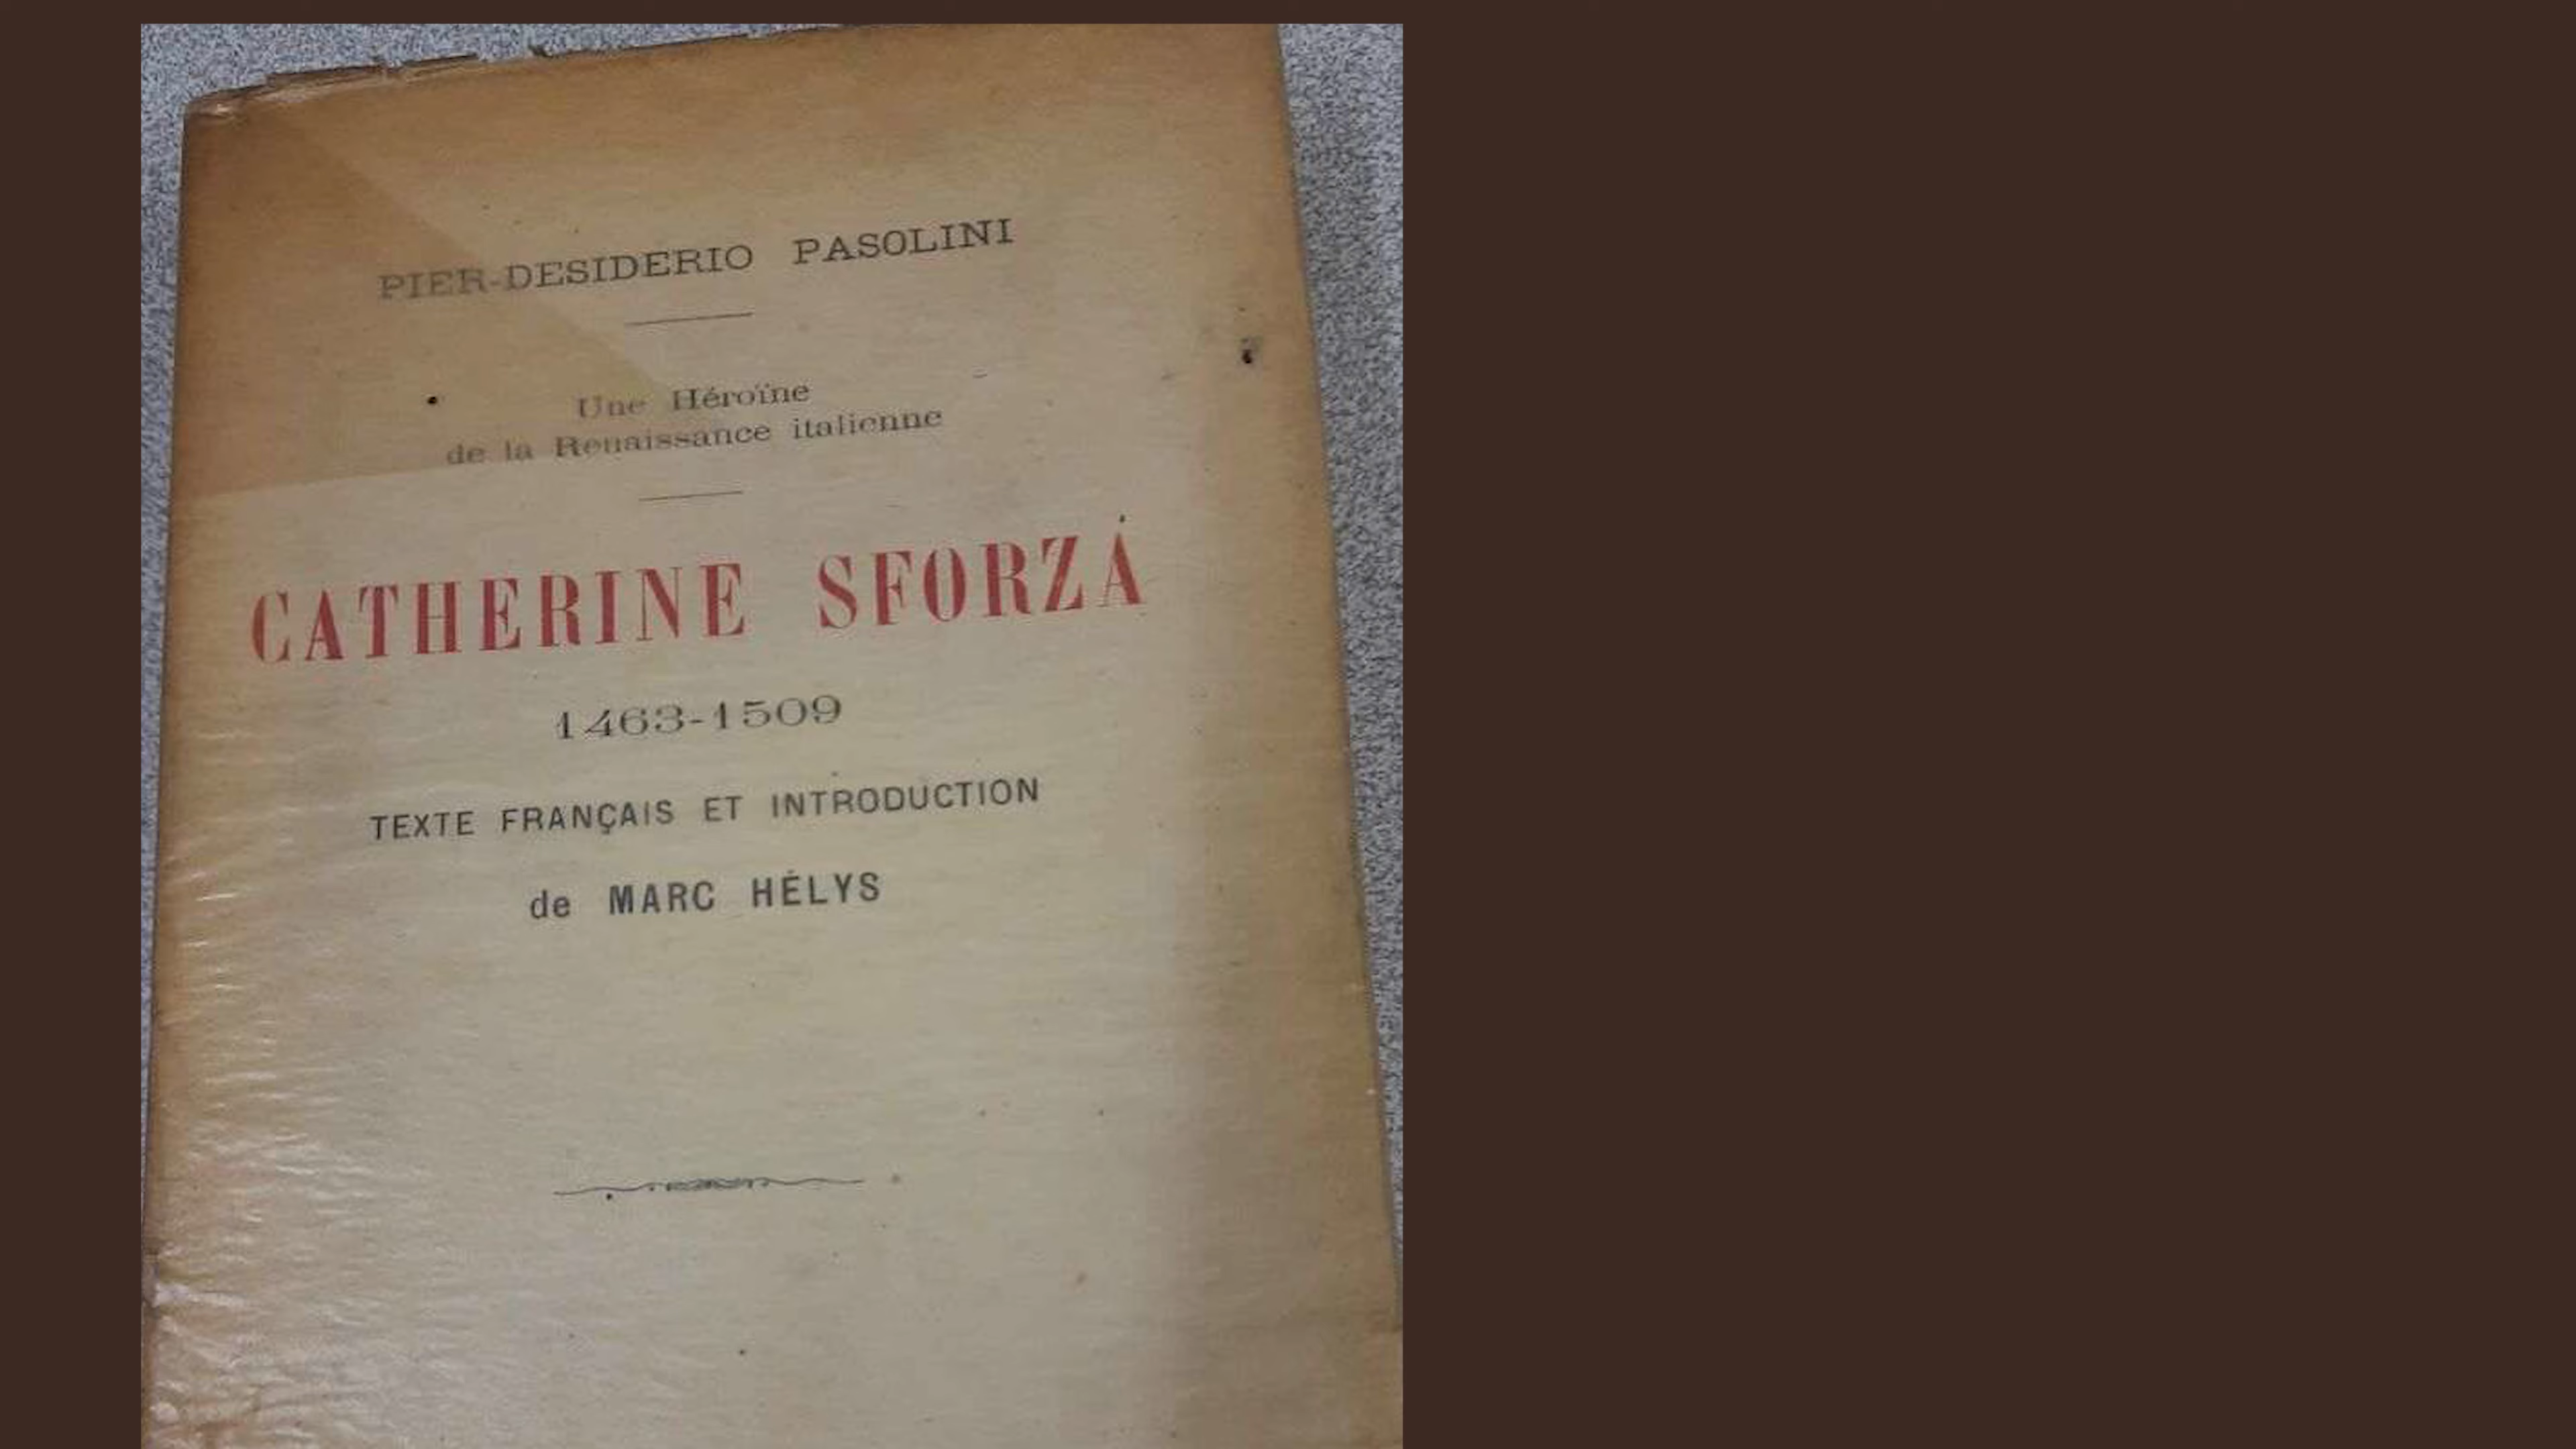 PIER-DESIDERIO PASOLINI
Une Héroïne
de la Renaissance italienne
CATHERINE SFORZA
1463-1509
TEXTE FRANÇAIS ET INTRODUCTION
de MARC HÉLYS